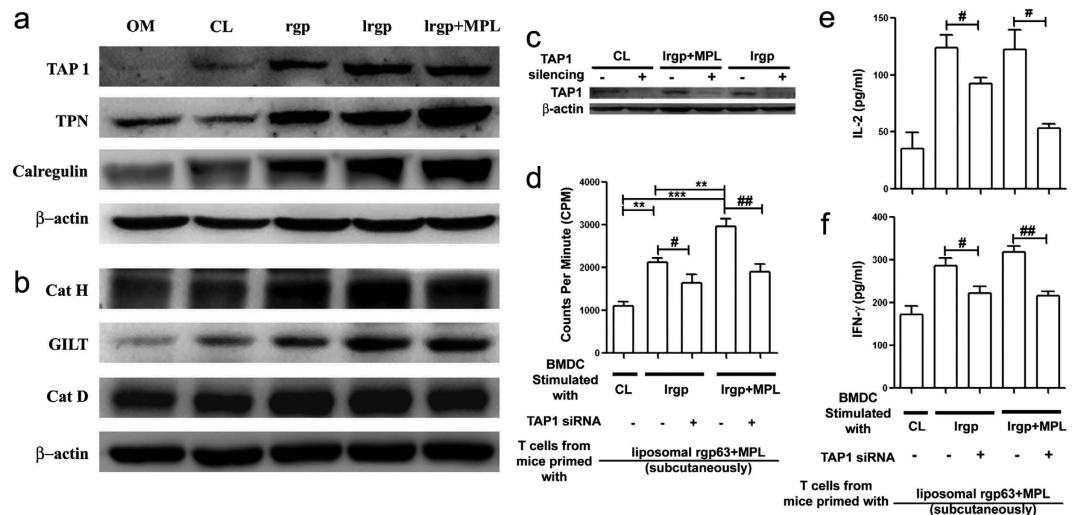 a
OM CL rgp lrgp lrgp+MPL
TAP 1
TPN
Calregulin
β–actin
b
Cat H
GILT
Cat D
β–actin
c
TAP1
silencing
CL lrgp+MPL lrgp
- + - + - +
TAP1
β-actin
d
Counts Per Minute (CPM)
4000
3000
2000
1000
0
**
***
**
##
#
BMDC
Stimulated
with
CL lrgp lrgp+MPL
TAP1 siRNA - - + - +
T cells from
mice primed
with
liposomal rgp63+MPL
(subcutaneously)
e
IL-2 (pg/ml)
150
100
50
0
# #
f
IFN-γ (pg/ml)
400
300
200
100
0
# ##
BMDC
Stimulated
with
CL lrgp lrgp+MPL
TAP1 siRNA - - + - +
T cells from
mice primed with
liposomal rgp63+MPL
(subcutaneously)